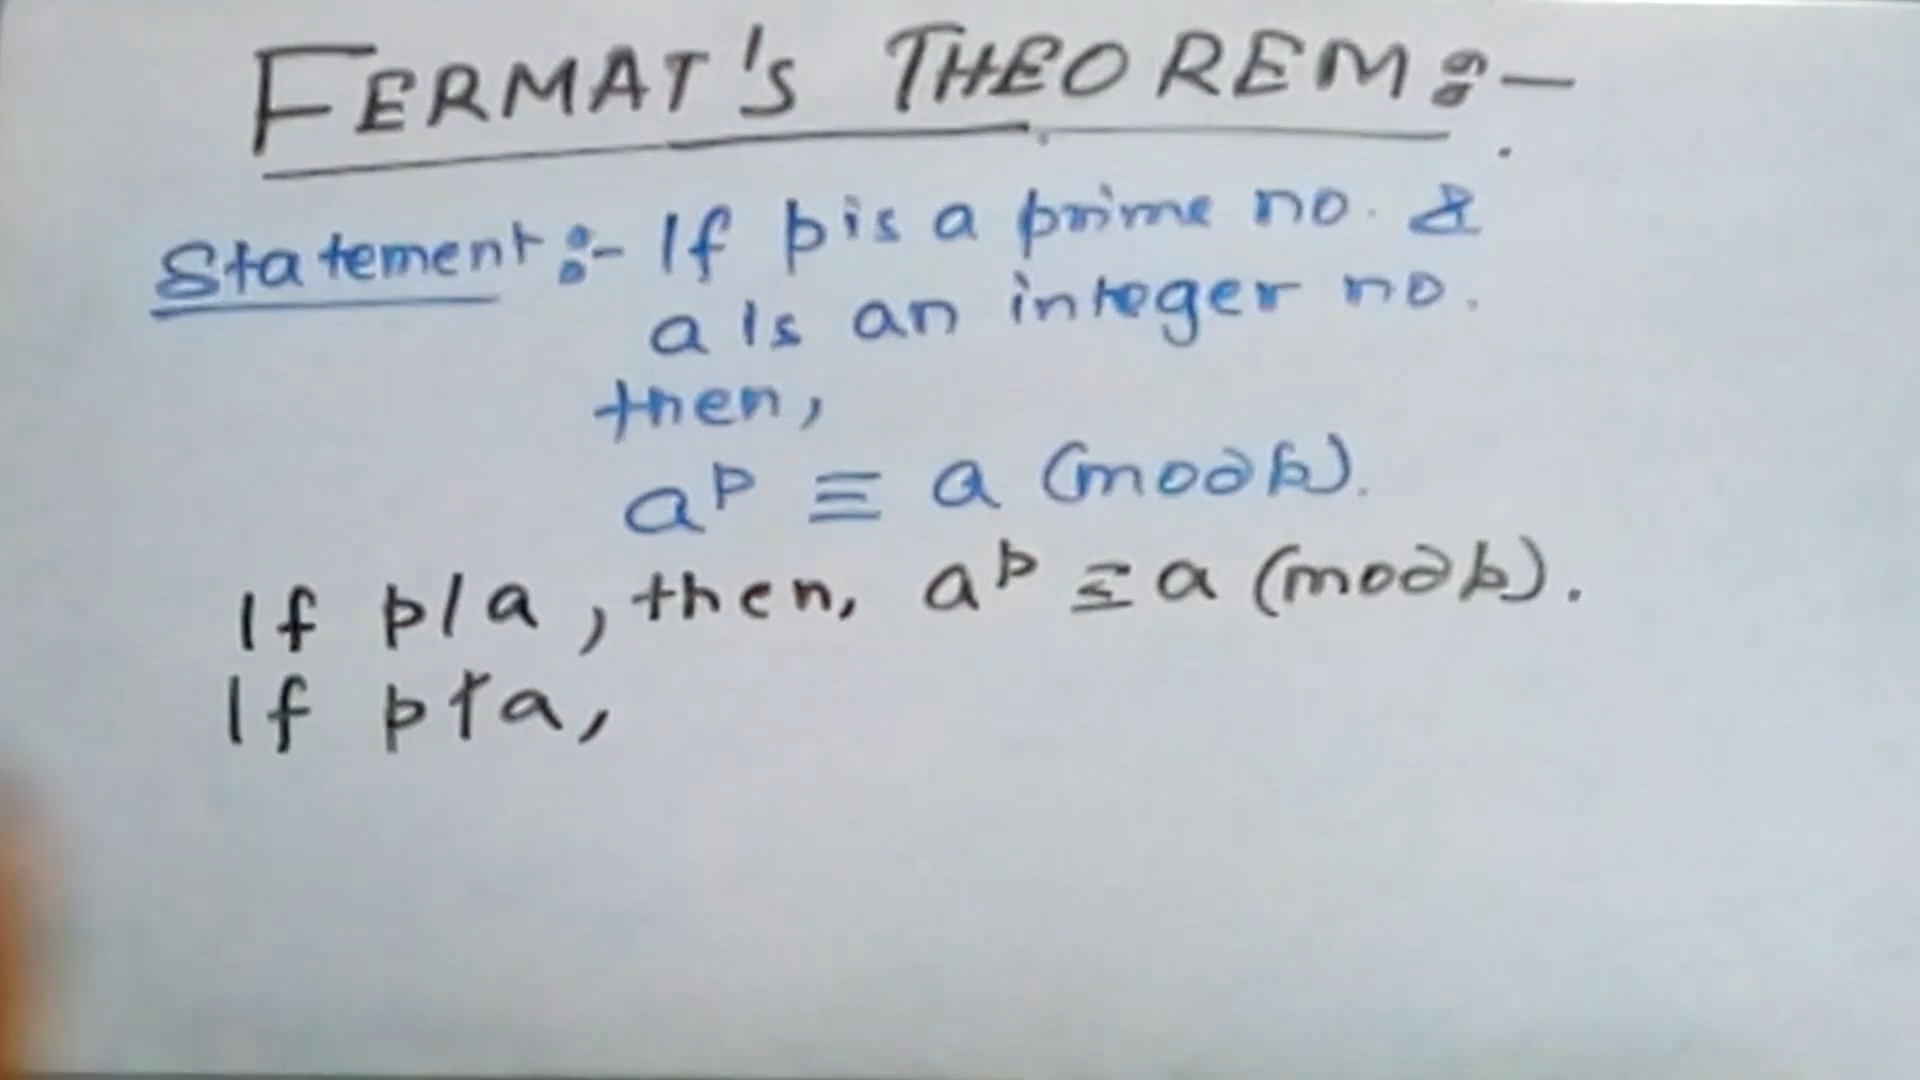 FERMAT'S THEOREM:-
Statement:- If p is a prime no. &
a is an integer no.
then,
a^p ≡ a (mod p).
If p/a, then, a^p ≡ a (mod p).
If p∤a,